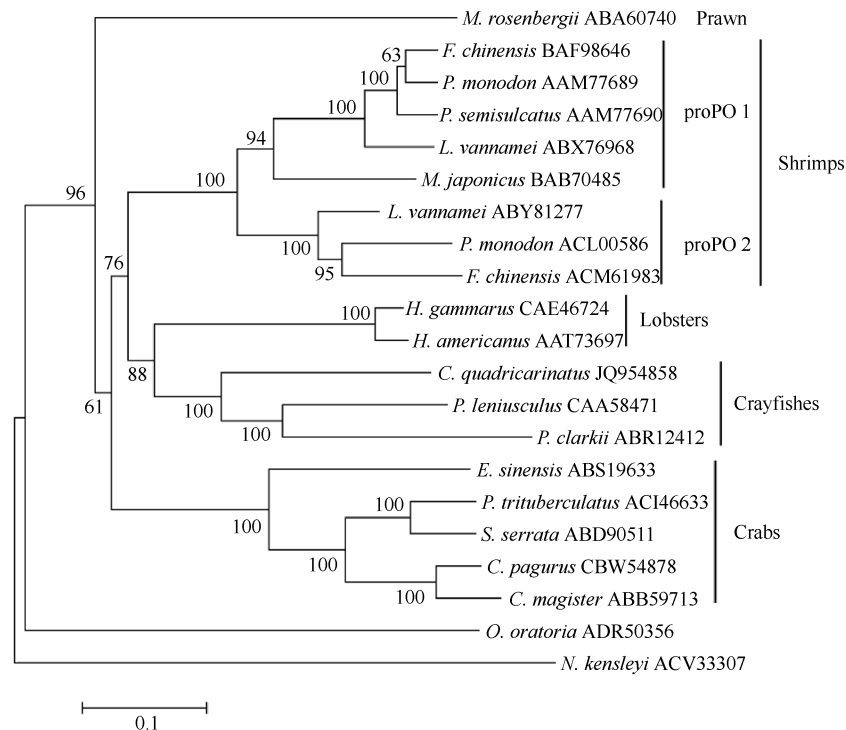 M. rosenbergii ABA60740 Prawn
F. chinensis BAF98646
63
P. monodon AAM77689
100
P. semisulcatus AAM77690
proPO 1
100
L. vannamei ABX76968
94
Shrimps
M. japonicus BAB70485
100
96
L. vannamei ABY81277
P. monodon ACL00586
proPO 2
100
95
F. chinensis ACM61983
76
H. gammarus CAE46724
100
Lobsters
H. americanus AAT73697
88
C. quadricarinatus JQ954858
100
P. leniusculus CAA58471
Crayfishes
61
100
P. clarkii ABR12412
E. sinensis ABS19633
100
P. trituberculatus ACI46633
100
S. serrata ABD90511
Crabs
100
C. pagurus CBW54878
100
C. magister ABB59713
O. oratoria ADR50356
N. kensleyi ACV33307
0.1